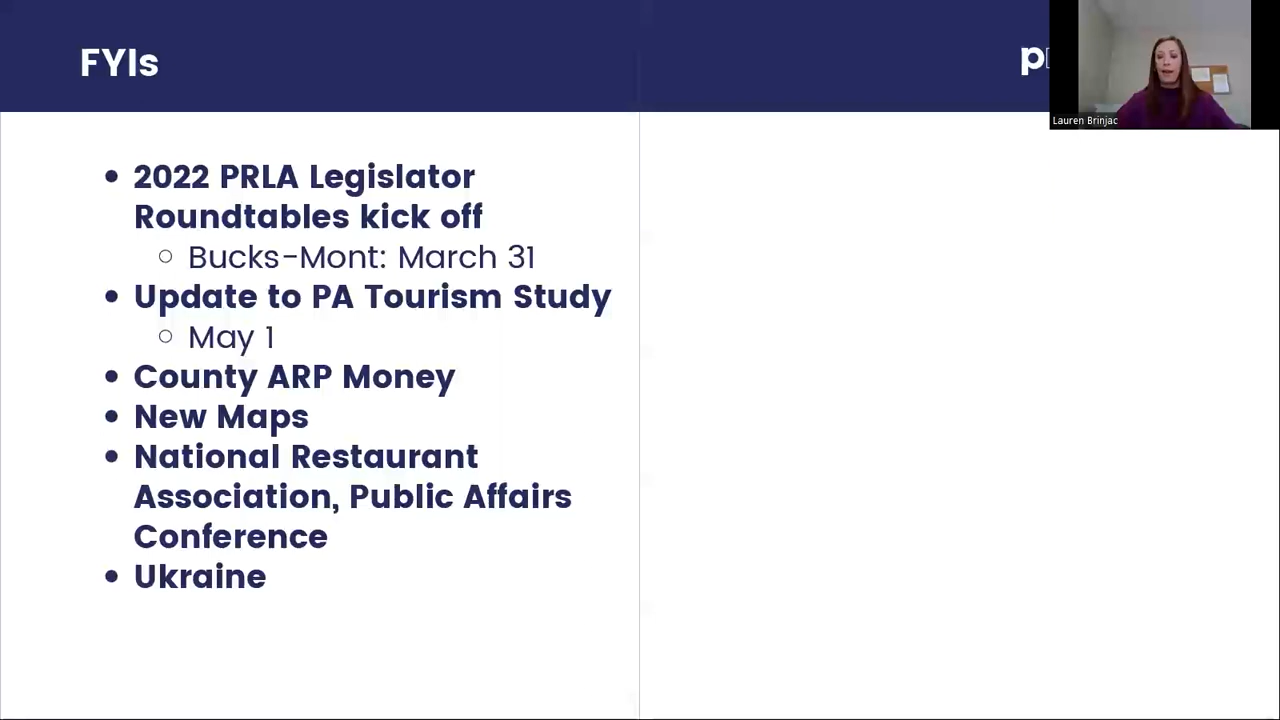 FYIs
p
Lauren Brinjac
• 2022 PRLA Legislator
Roundtables kick off
○ Bucks-Mont: March 31
• Update to PA Tourism Study
○ May 1
• County ARP Money
• New Maps
• National Restaurant
Association, Public Affairs
Conference
• Ukraine